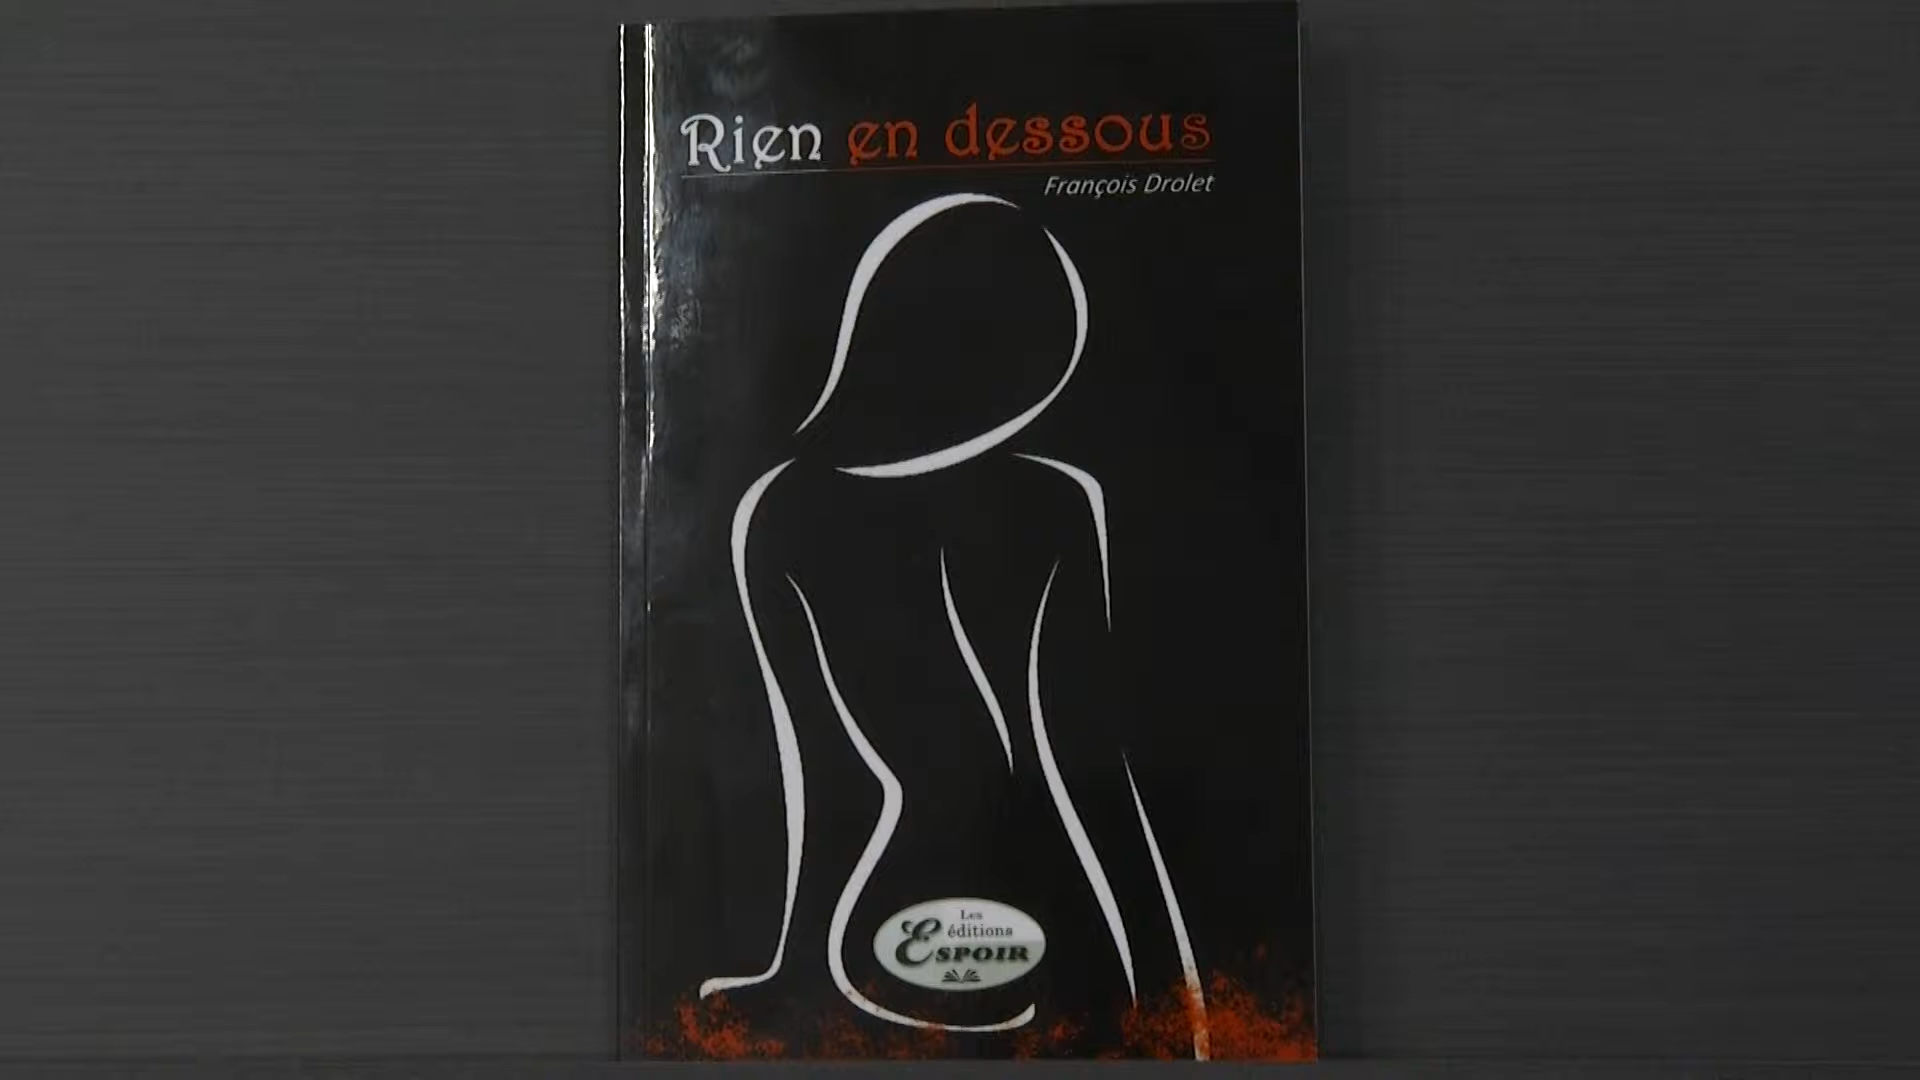 Rien en dessous
François Drolet
Les
éditions
Espoir